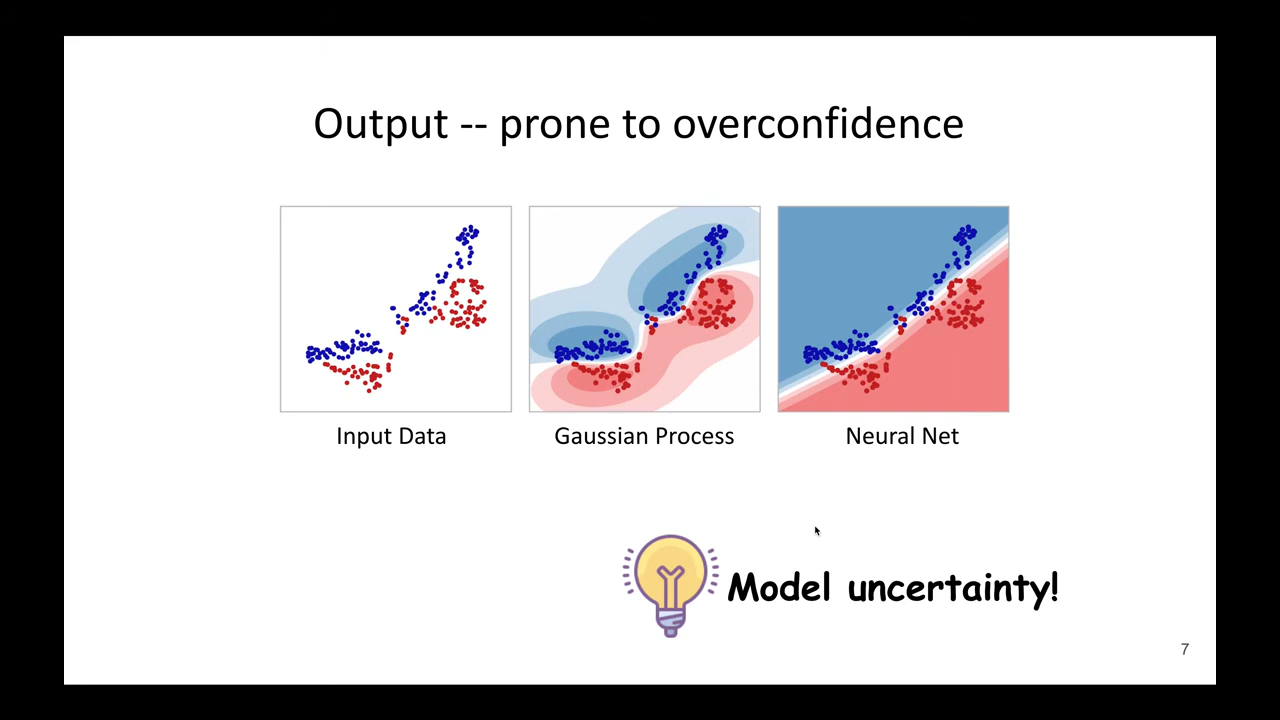 Output -- prone to overconfidence
Input Data
Gaussian Process
Neural Net
Model uncertainty!
7